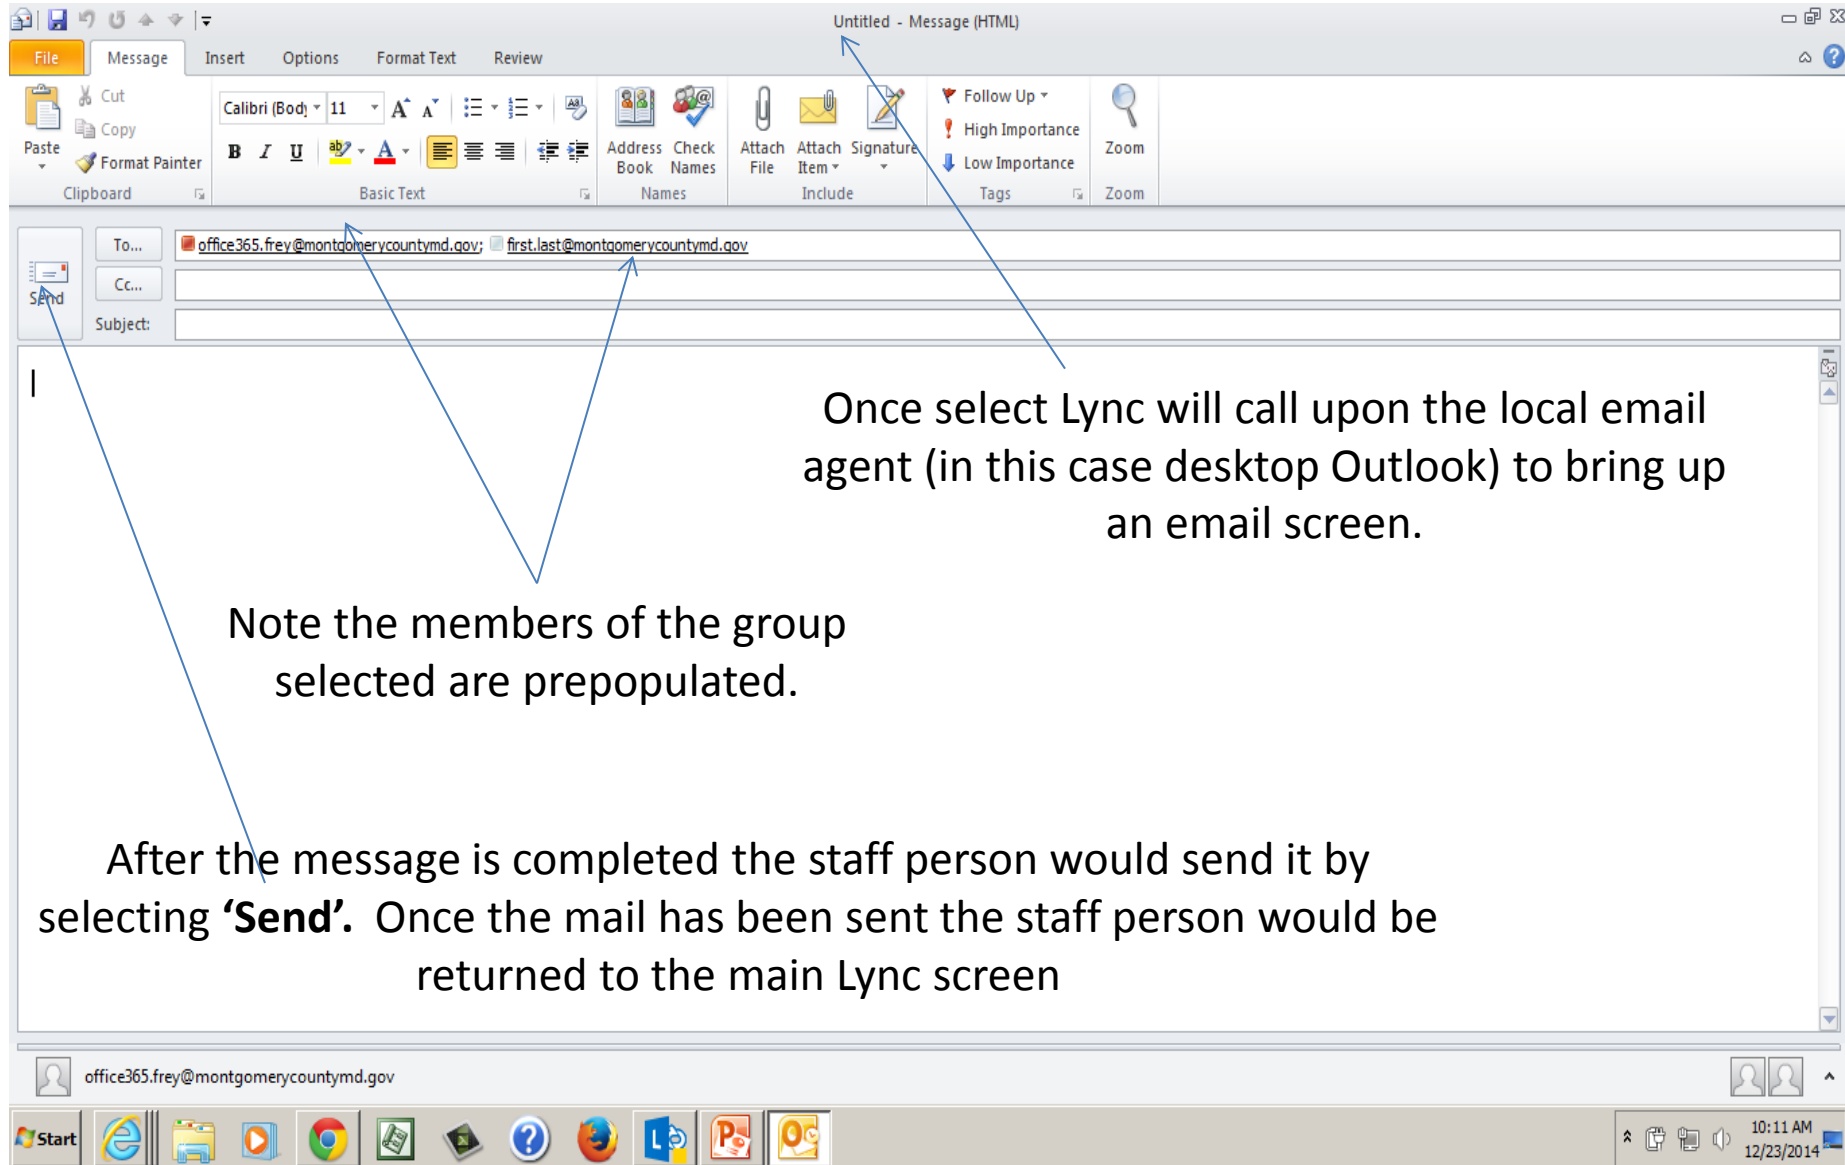 Untitled - Message (HTML)
File Message Insert Options Format Text Review
Cut
Copy
Format Painter
Paste
Clipboard
Calibri (Body 11
B I U
Basic Text
Address Book
Check Names
Names
Attach File
Attach Item
Signature
Include
Follow Up
High Importance
Low Importance
Tags
Zoom
Zoom
Send
To... office365.frey@montgomerycountymd.gov; first.last@montgomerycountymd.gov
Cc...
Subject:
Once select Lync will call upon the local email
agent (in this case desktop Outlook) to bring up
an email screen.
Note the members of the group
selected are prepopulated.
After the message is completed the staff person would send it by
selecting ‘Send’. Once the mail has been sent the staff person would be
returned to the main Lync screen
office365.frey@montgomerycountymd.gov
Start
10:11 AM
12/23/2014